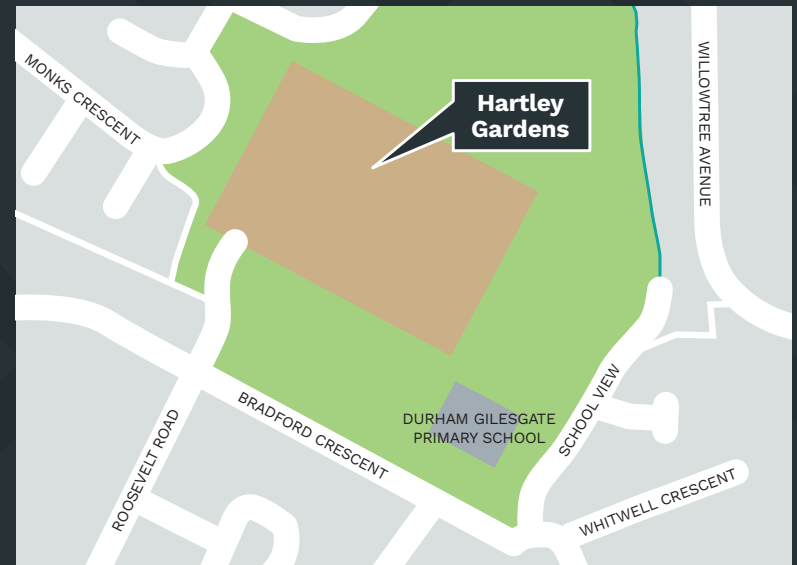 MONKS CRESCENT
Hartley
Gardens
WILLOWTREE AVENUE
DURHAM GILESGATE
PRIMARY SCHOOL
SCHOOL VIEW
BRADFORD CRESCENT
ROOSEVELT ROAD
WHITWELL CRESCENT